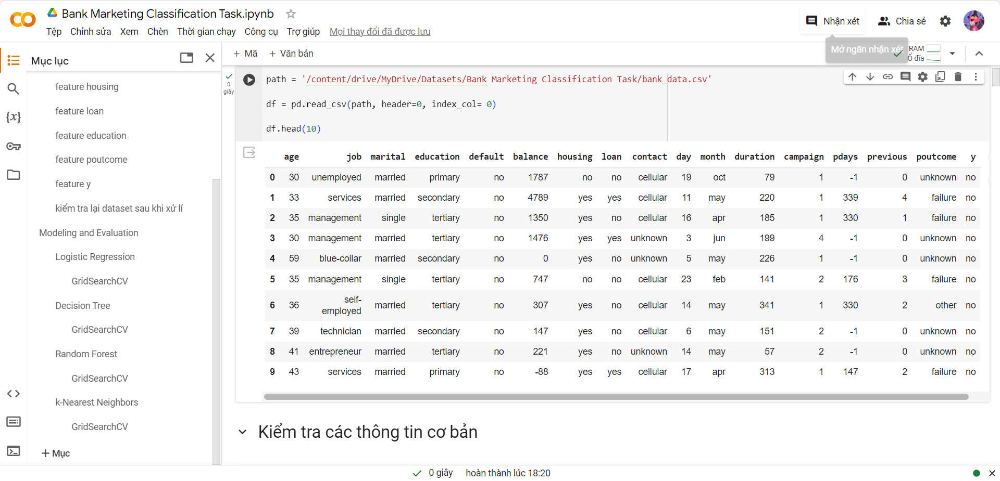 Bank Marketing Classification Task.ipynb
Tệp Chỉnh sửa Xem Chèn Thời gian chạy Công cụ Trợ giúp Mọi thay đổi đã được lưu
Nhận xét Chia sẻ
Mở ngăn nhận xét
Mục lục
feature housing
feature loan
feature education
feature poutcome
feature y
kiểm tra lại dataset sau khi xử lí
Modeling and Evaluation
Logistic Regression
GridSearchCV
Decision Tree
GridSearchCV
Random Forest
GridSearchCV
k-Nearest Neighbors
GridSearchCV
+ Mục
+ Mã + Văn bản
RAM
Ổ đĩa
0
giây
path = '/content/drive/MyDrive/Datasets/Bank Marketing Classification Task/bank_data.csv'
df = pd.read_csv(path, header=0, index_col= 0)
df.head(10)
age job marital education default balance housing loan contact day month duration campaign pdays previous poutcome y
0 30 unemployed married primary no 1787 no no cellular 19 oct 79 1 -1 0 unknown no
1 33 services married secondary no 4789 yes yes cellular 11 may 220 1 339 4 failure no
2 35 management single tertiary no 1350 yes no cellular 16 apr 185 1 330 1 failure no
3 30 management married tertiary no 1476 yes yes unknown 3 jun 199 4 -1 0 unknown no
4 59 blue-collar married secondary no 0 yes no unknown 5 may 226 1 -1 0 unknown no
5 35 management single tertiary no 747 no no cellular 23 feb 141 2 176 3 failure no
6 36 self-employed married tertiary no 307 yes no cellular 14 may 341 1 330 2 other no
7 39 technician married secondary no 147 yes no cellular 6 may 151 2 -1 0 unknown no
8 41 entrepreneur married tertiary no 221 yes no unknown 14 may 57 2 -1 0 unknown no
9 43 services married primary no -88 yes yes cellular 17 apr 313 1 147 2 failure no
Kiểm tra các thông tin cơ bản
0 giây hoàn thành lúc 18:20